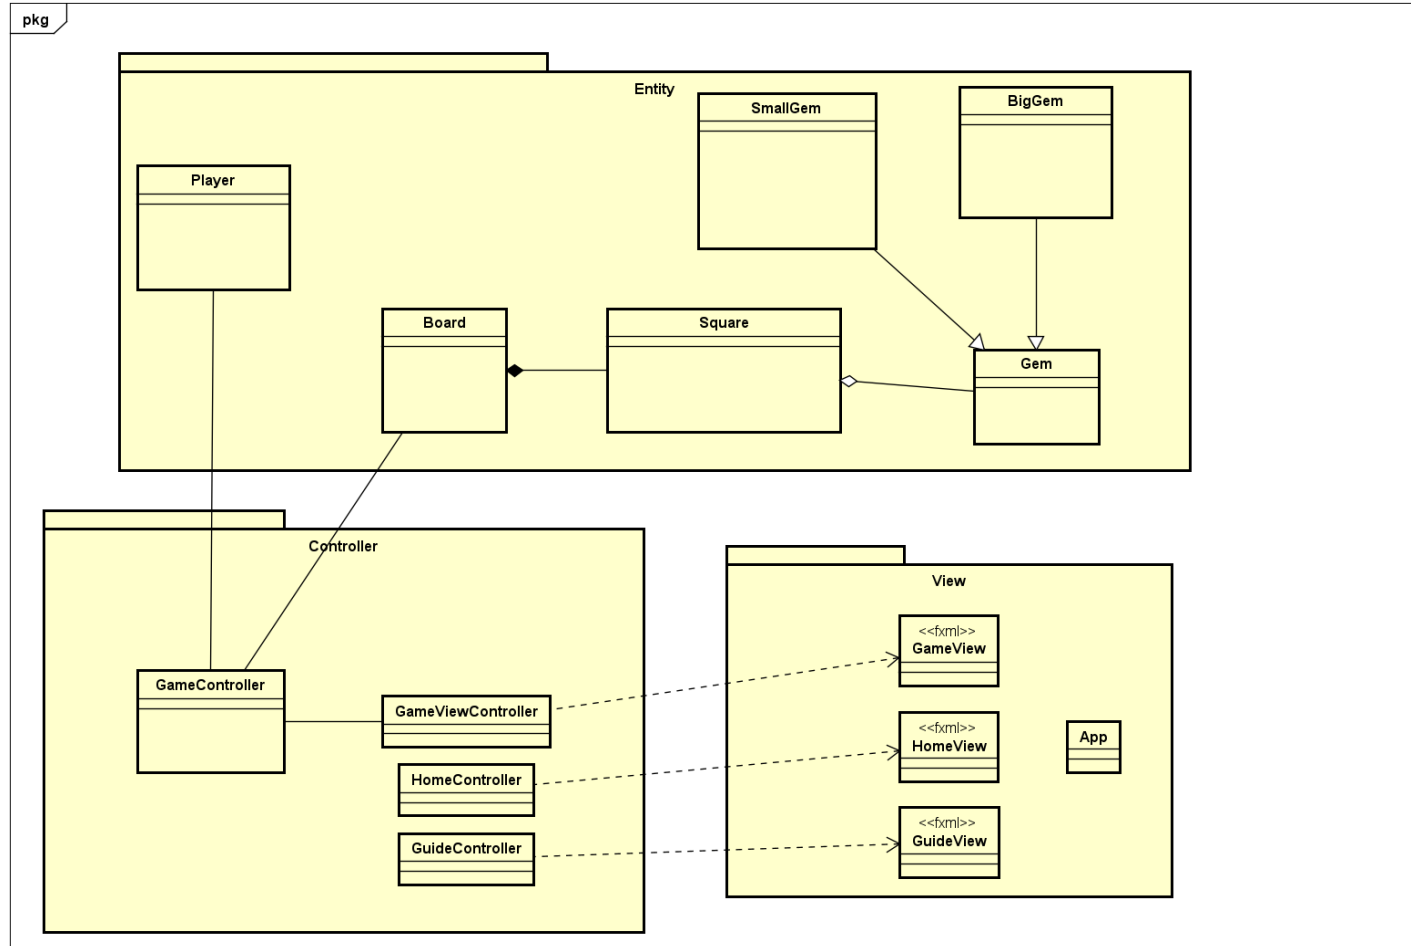 pkg
Entity
SmallGem
BigGem
Player
Board
Square
Gem
Controller
View
<<fxml>>
GameView
GameController
GameViewController
<<fxml>>
HomeView
App
HomeController
<<fxml>>
GuideView
GuideController